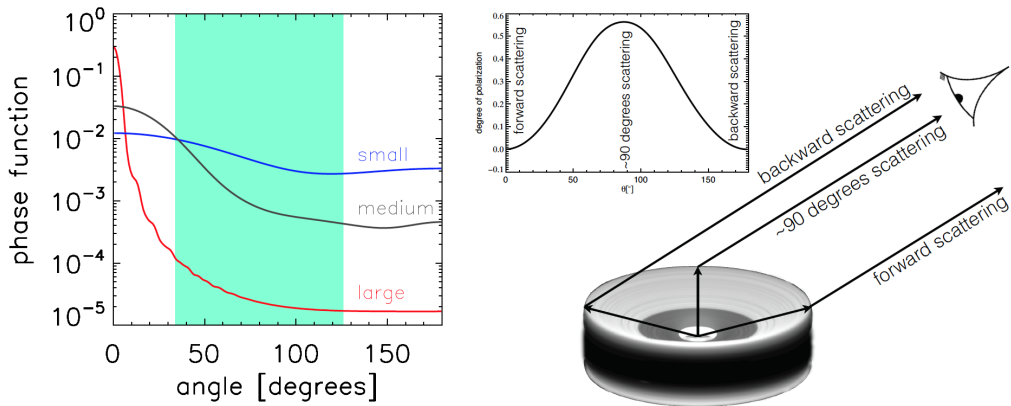 phase function
10⁰
10⁻¹
10⁻²
10⁻³
10⁻⁴
10⁻⁵
small
medium
large
0
50
100
150
angle [degrees]
degree of polarization
0.6
0.5
0.4
0.3
0.2
0.1
0.0
-0.1
forward scattering
~90 degrees scattering
backward scattering
0
50
100
150
θ[°]
backward scattering
~90 degrees scattering
forward scattering